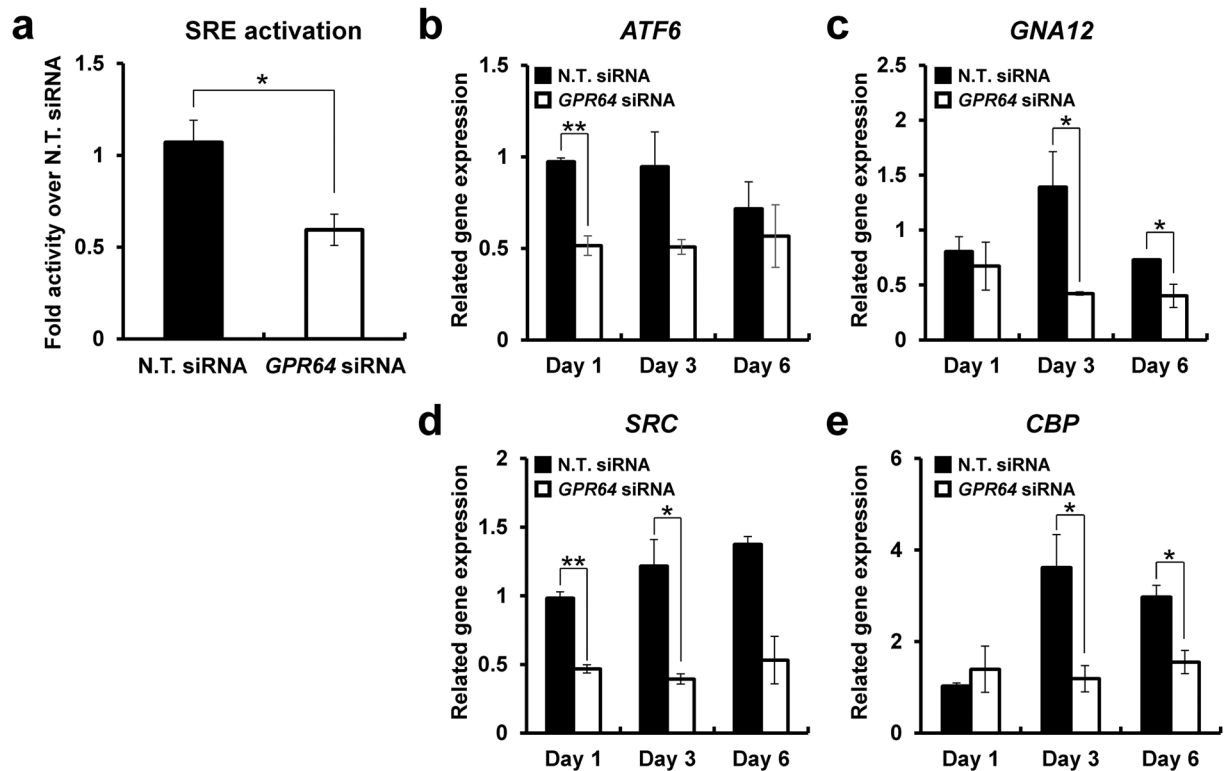 a
SRE activation
Fold activity over N.T. siRNA
1.5
1
0.5
0
*
N.T. siRNA
GPR64 siRNA
b
ATF6
Related gene expression
1.5
1
0.5
0
N.T. siRNA
GPR64 siRNA
**
Day 1
Day 3
Day 6
c
GNA12
Related gene expression
2.5
2
1.5
1
0.5
0
N.T. siRNA
GPR64 siRNA
*
*
Day 1
Day 3
Day 6
d
SRC
Related gene expression
2
1.5
1
0.5
0
N.T. siRNA
GPR64 siRNA
**
*
Day 1
Day 3
Day 6
e
CBP
Related gene expression
6
4
2
0
N.T. siRNA
GPR64 siRNA
*
*
Day 1
Day 3
Day 6